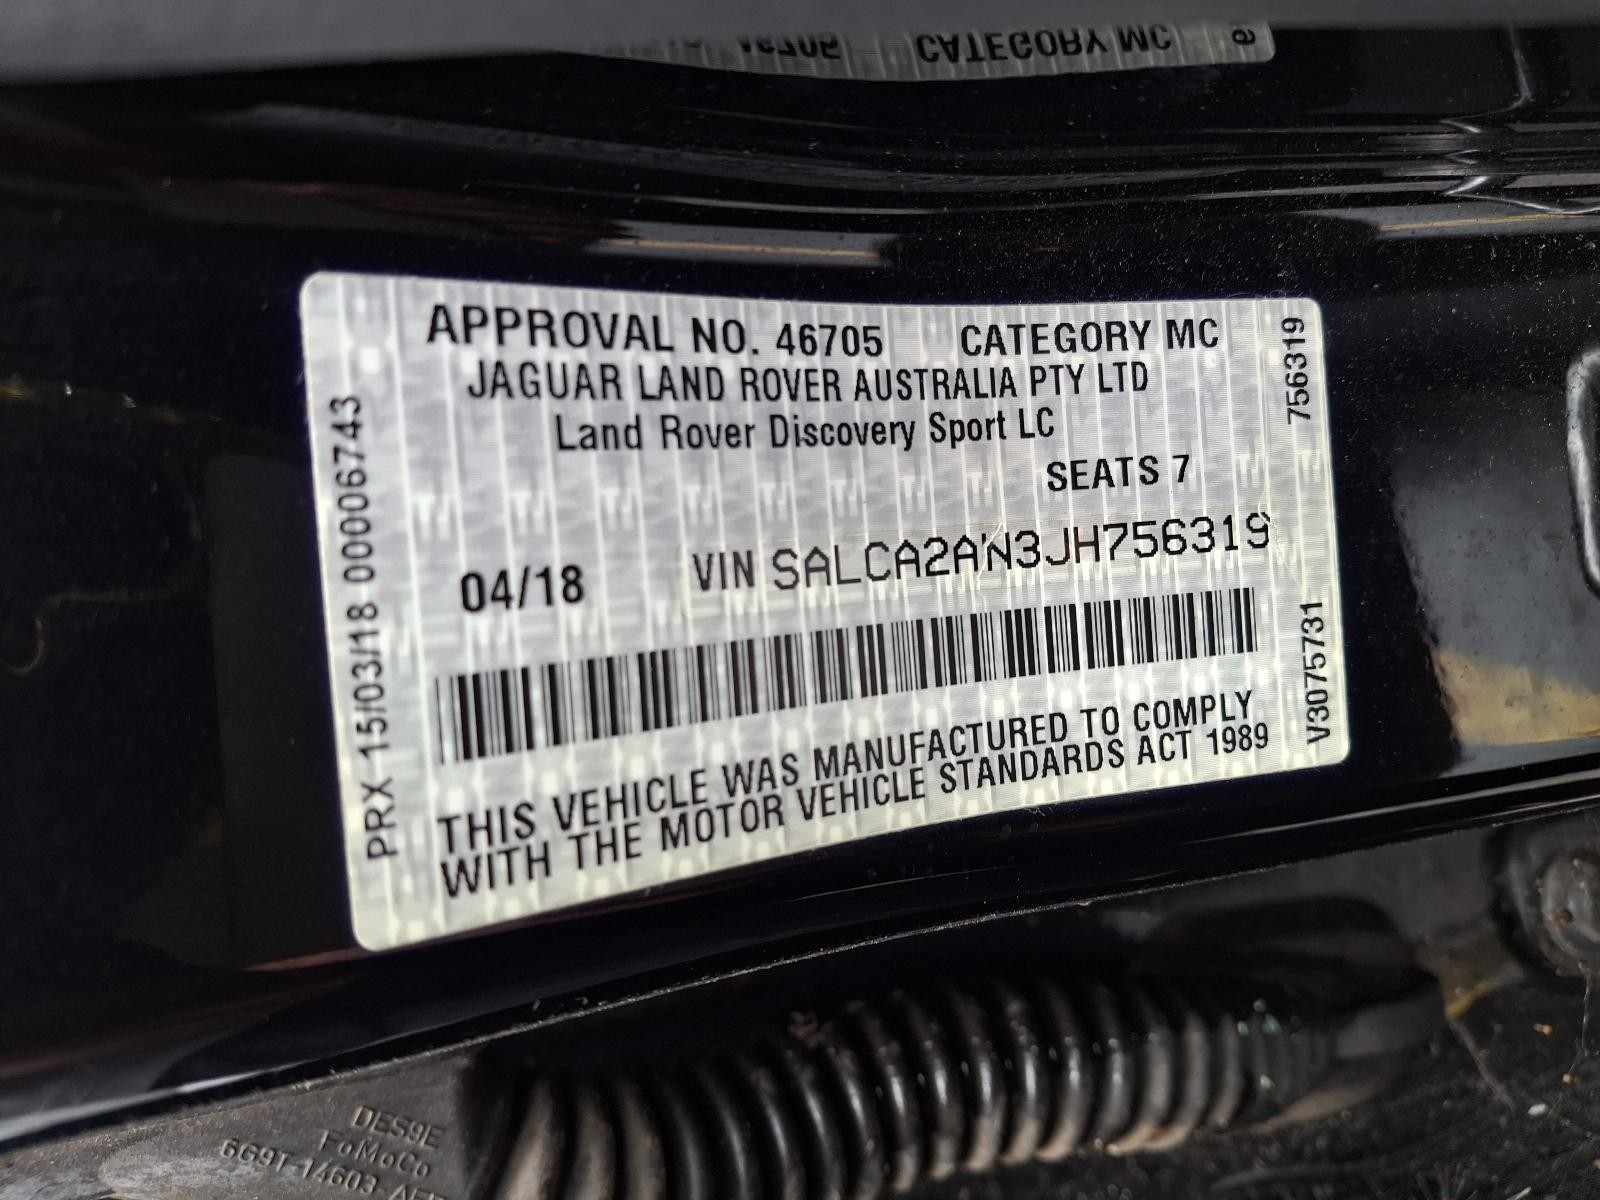 APPROVAL NO. 46705 CATEGORY MC
JAGUAR LAND ROVER AUSTRALIA PTY LTD
Land Rover Discovery Sport LC
SEATS 7
04/18 VIN SALCA2AN3JH756319
THIS VEHICLE WAS MANUFACTURED TO COMPLY
WITH THE MOTOR VEHICLE STANDARDS ACT 1989
PRX 15/03/18 00006743
756319
V3075731
CATEGORY MC
DES9E
FoMoCo